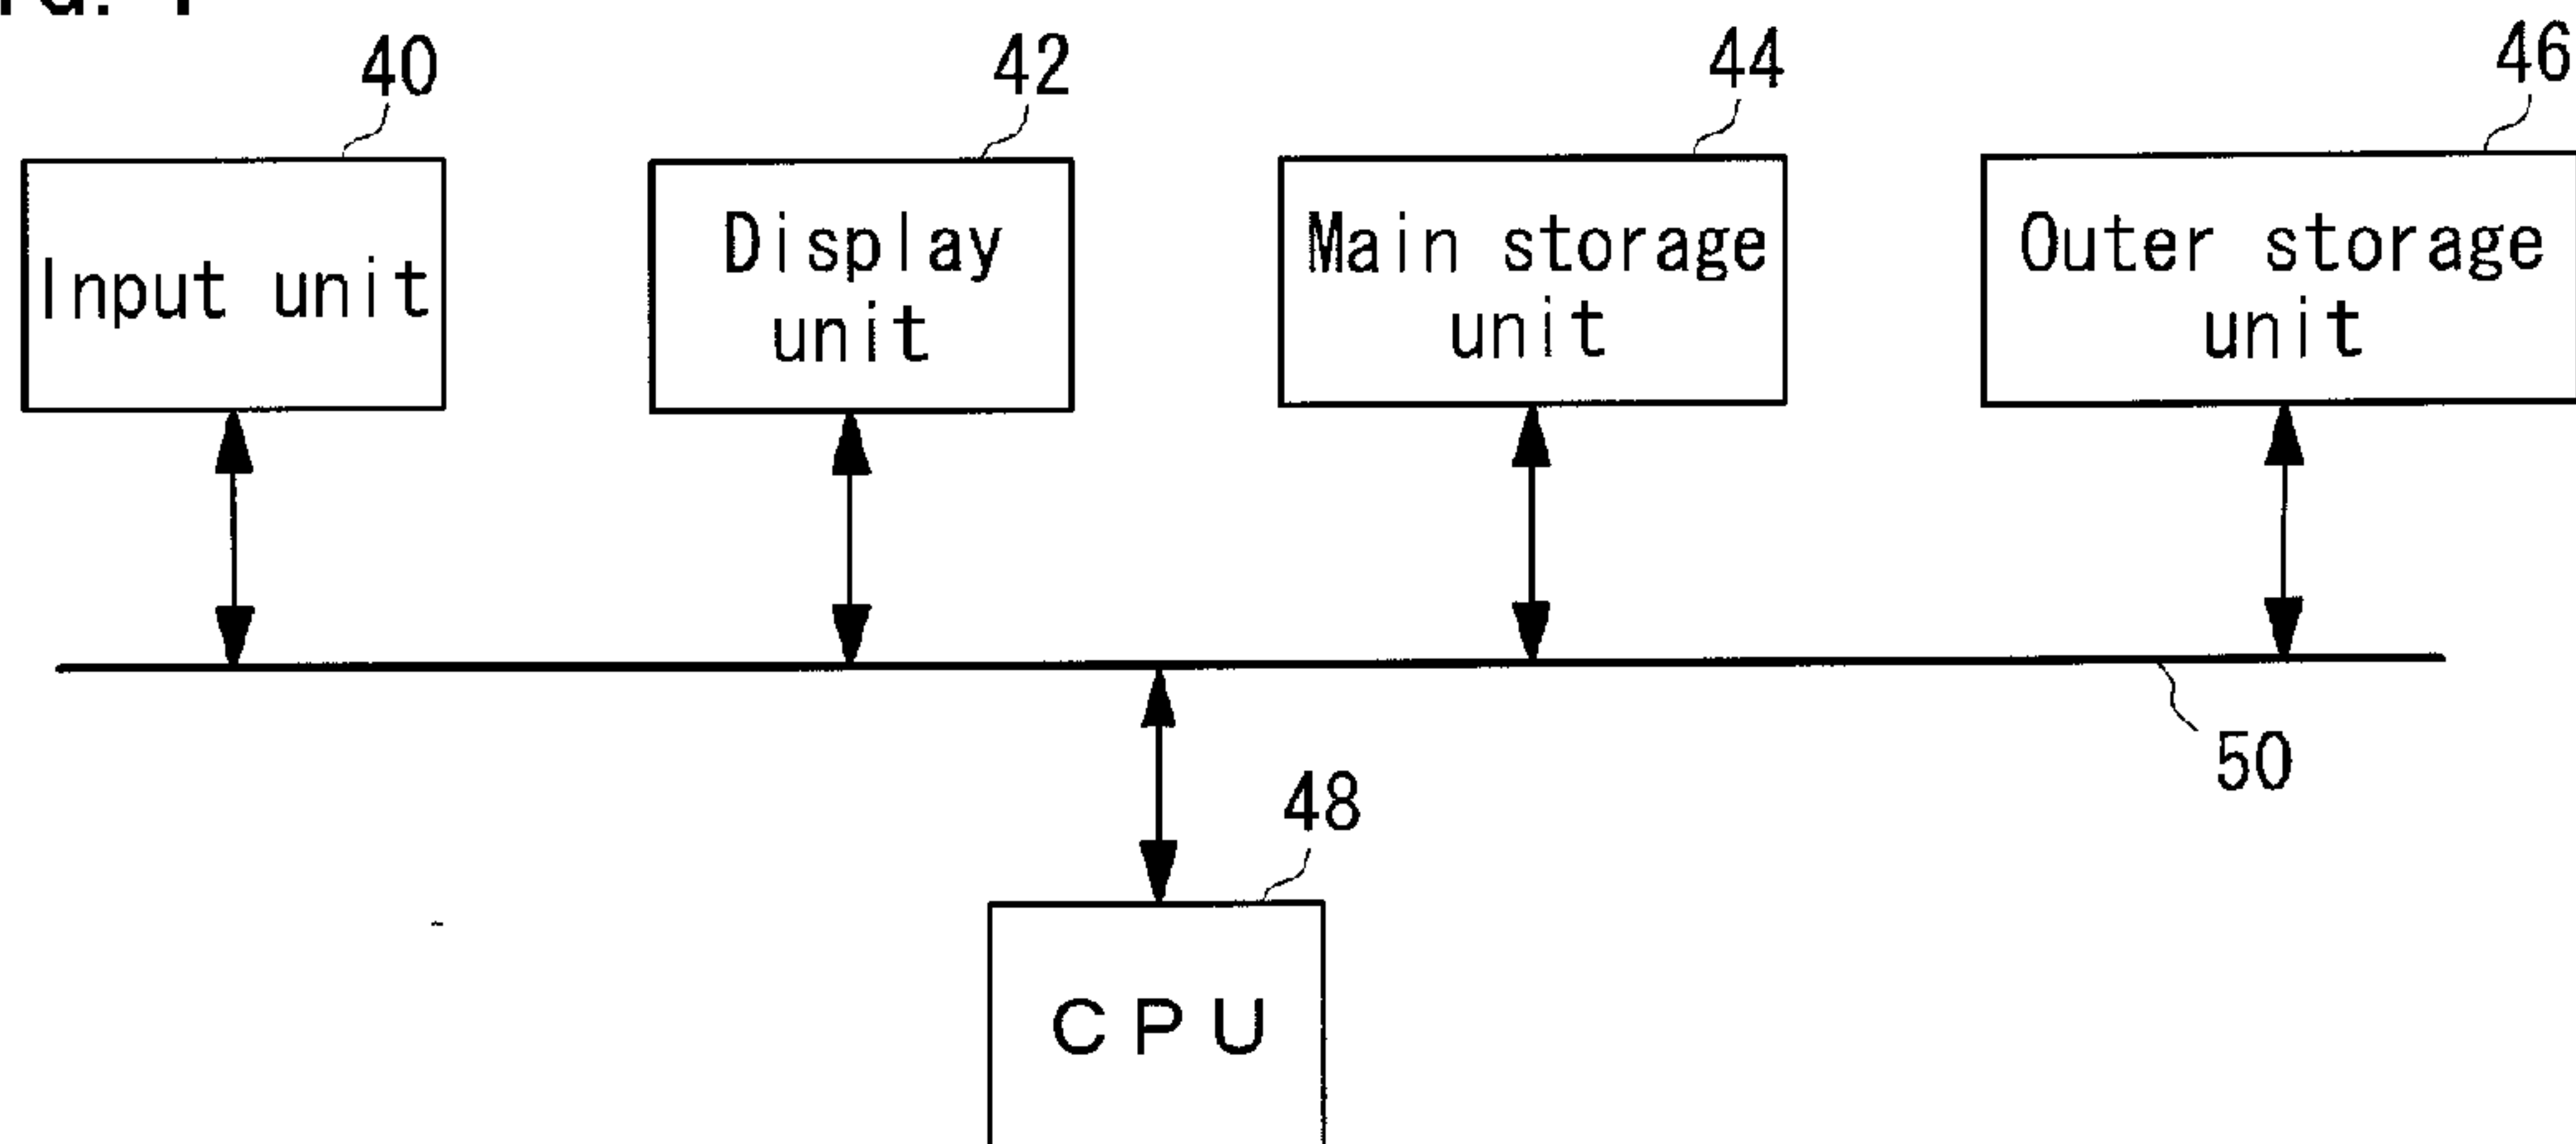 40
42
44
46
Input unit
Display
unit
Main storage
unit
Outer storage
unit
50
48
CPU